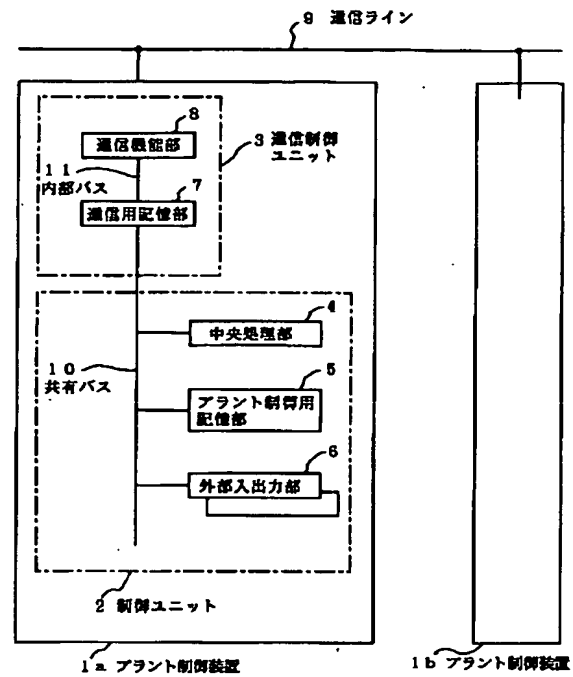 9 通信ライン
8
通信機能部
3 通信制御
ユニット
11
内部バス
7
通信用記憶部
4
中央処理部
10
共有バス
5
プラント制御用
記憶部
6
外部入出力部
2 制御ユニット
1a プラント制御装置
1b プラント制御装置